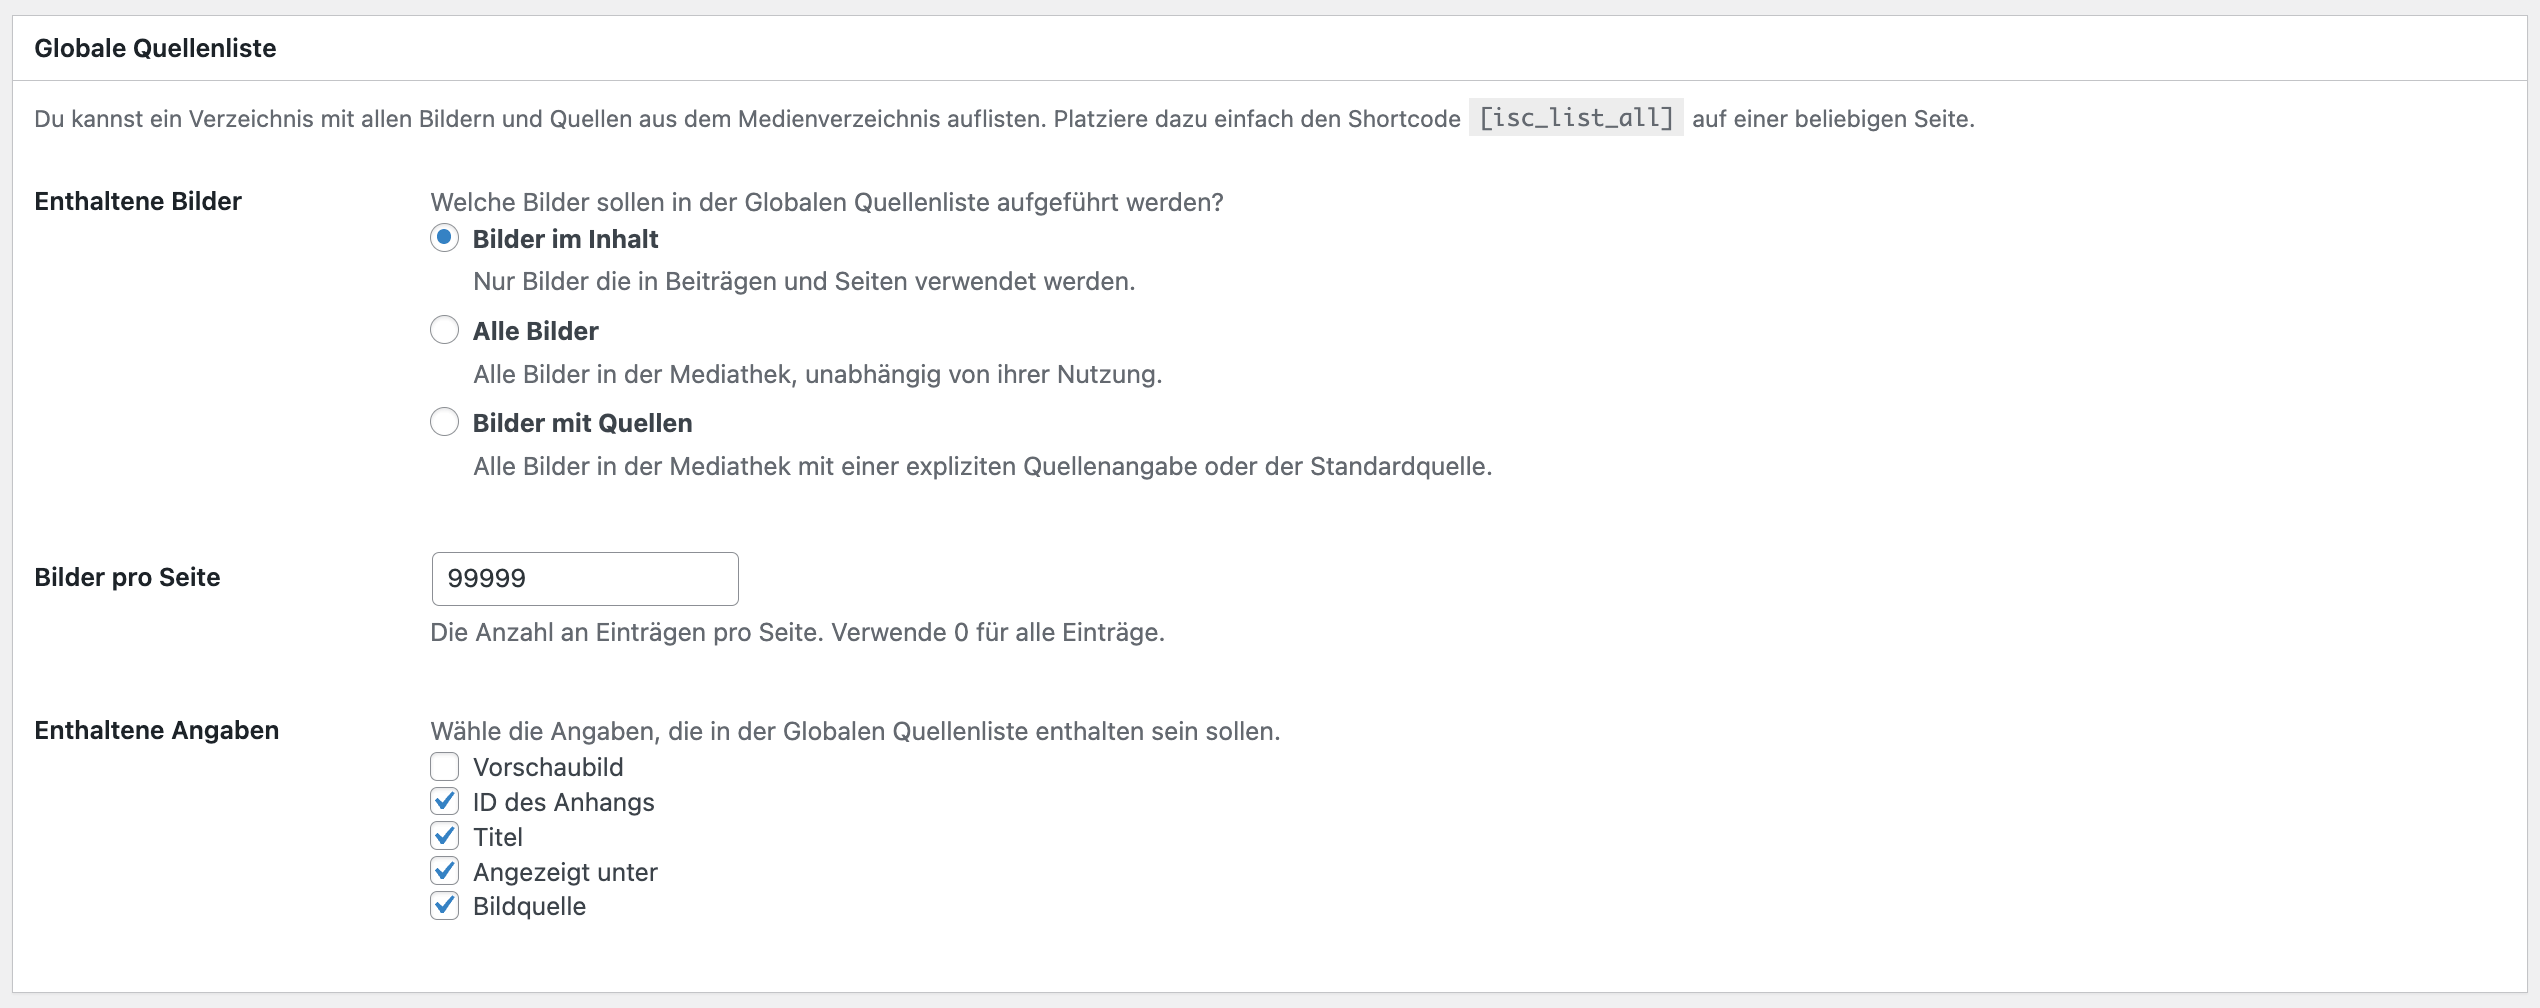 Globale Quellenliste
Du kannst ein Verzeichnis mit allen Bildern und Quellen aus dem Medienverzeichnis auflisten. Platziere dazu einfach den Shortcode [isc_list_all] auf einer beliebigen Seite.
Enthaltene Bilder
Welche Bilder sollen in der Globalen Quellenliste aufgeführt werden?
Bilder im Inhalt
Nur Bilder die in Beiträgen und Seiten verwendet werden.
Alle Bilder
Alle Bilder in der Mediathek, unabhängig von ihrer Nutzung.
Bilder mit Quellen
Alle Bilder in der Mediathek mit einer expliziten Quellenangabe oder der Standardquelle.
Bilder pro Seite
99999
Die Anzahl an Einträgen pro Seite. Verwende 0 für alle Einträge.
Enthaltene Angaben
Wähle die Angaben, die in der Globalen Quellenliste enthalten sein sollen.
Vorschaubild
ID des Anhangs
Titel
Angezeigt unter
Bildquelle